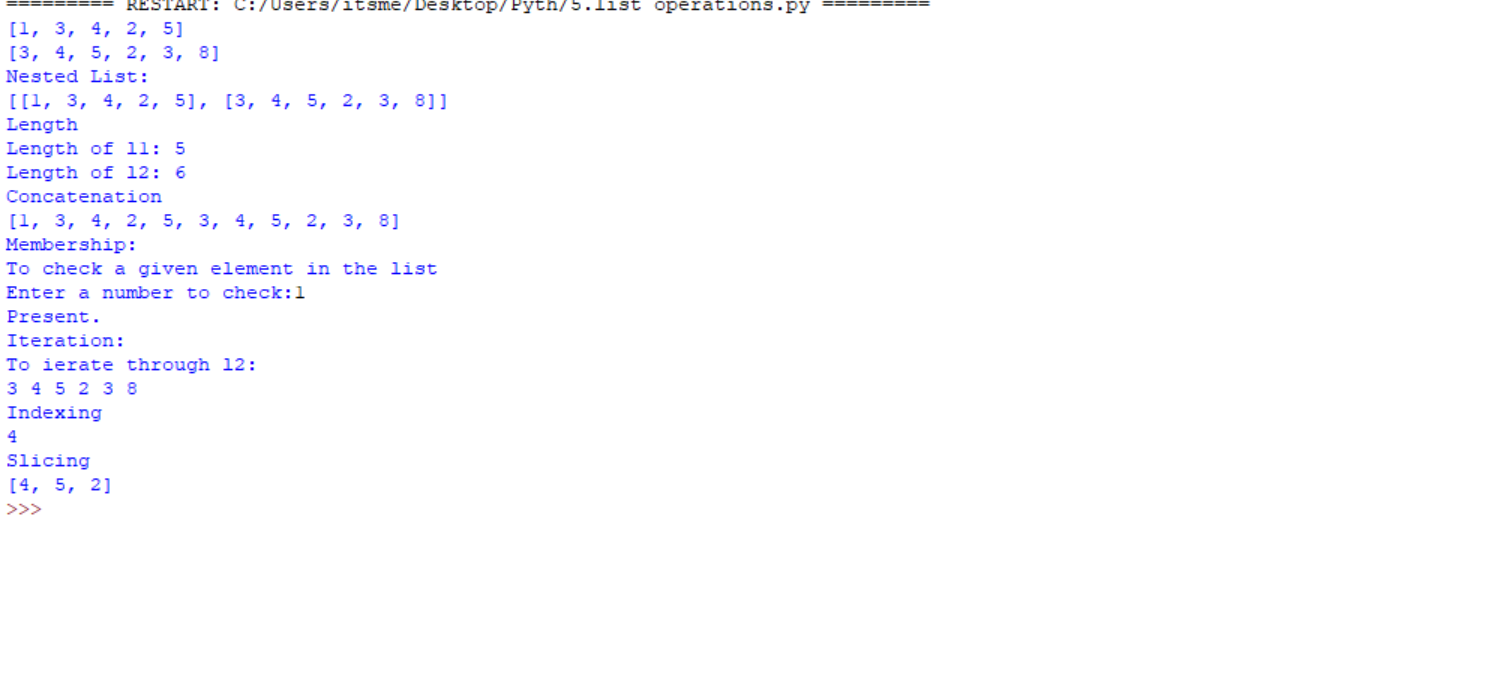 ========= RESTART: C:/Users/itsme/Desktop/Pyth/5.list operations.py =========
[1, 3, 4, 2, 5]
[3, 4, 5, 2, 3, 8]
Nested List:
[[1, 3, 4, 2, 5], [3, 4, 5, 2, 3, 8]]
Length
Length of l1: 5
Length of l2: 6
Concatenation
[1, 3, 4, 2, 5, 3, 4, 5, 2, 3, 8]
Membership:
To check a given element in the list
Enter a number to check:1
Present.
Iteration:
To ierate through l2:
3 4 5 2 3 8
Indexing
4
Slicing
[4, 5, 2]
>>>